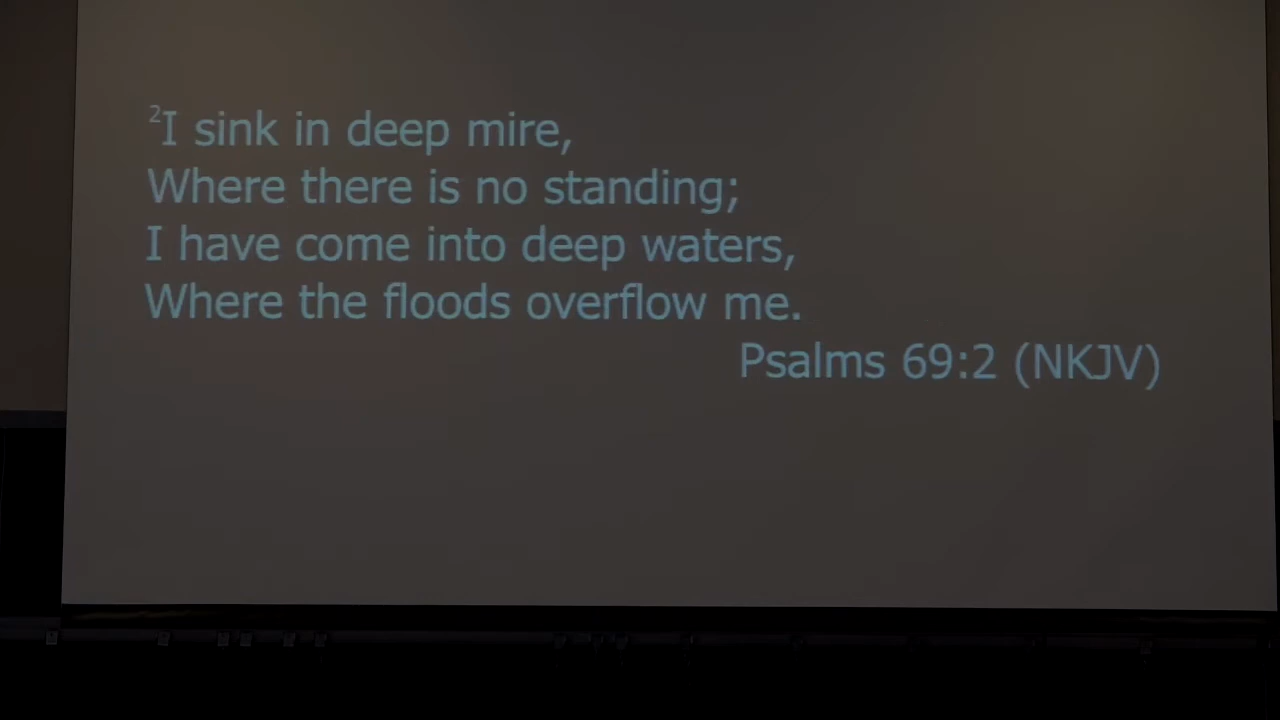 2I sink in deep mire,
Where there is no standing;
I have come into deep waters,
Where the floods overflow me.
Psalms 69:2 (NKJV)